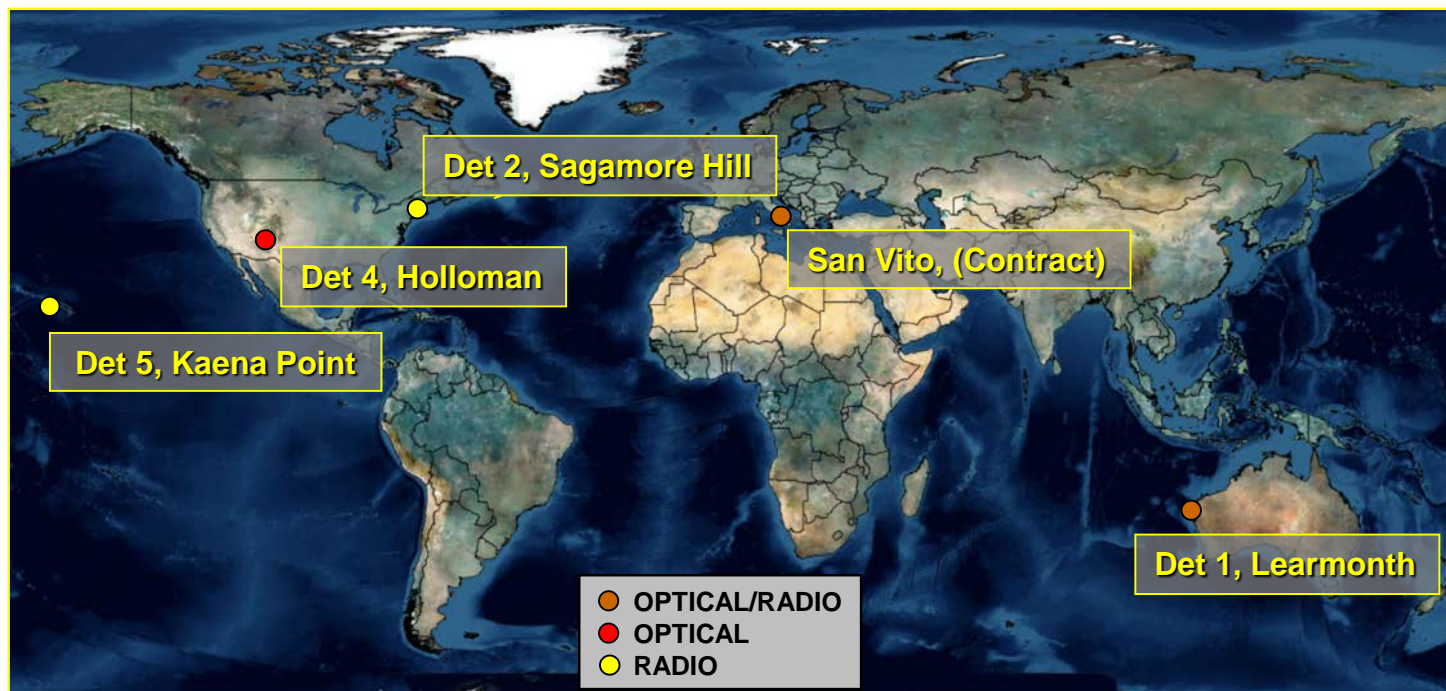 Det 2, Sagamore Hill
San Vito, (Contract)
Det 4, Holloman
Det 5, Kaena Point
Det 1, Learmonth
OPTICAL/RADIO
OPTICAL
RADIO